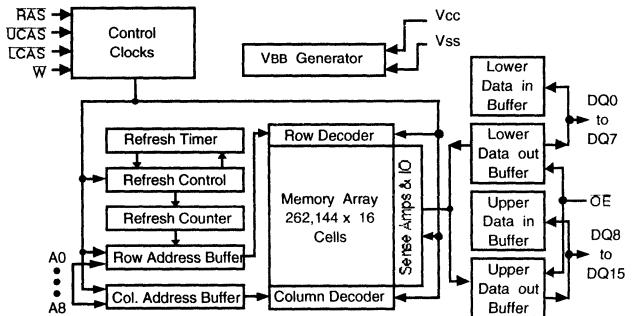 RAS
UCAS
LCAS
W
Control
Clocks
VBB Generator
Vcc
Vss
Lower
Data in
Buffer
DQ0
to
DQ7
Lower
Data out
Buffer
OE
Upper
Data in
Buffer
DQ8
to
DQ15
Upper
Data out
Buffer
Refresh Timer
Refresh Control
Refresh Counter
Row Address Buffer
Col. Address Buffer
A0
A8
Row Decoder
Memory Array
262,144 x 16
Cells
Sense Amps & IO
Column Decoder